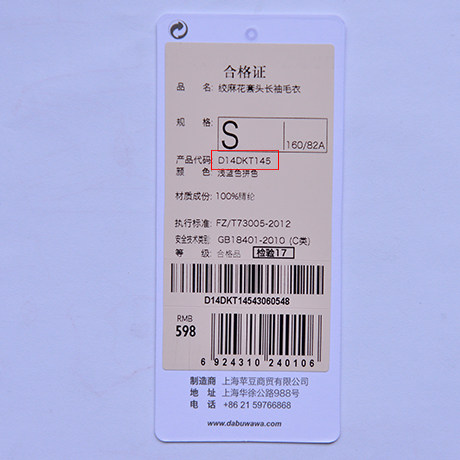 合格证
品 名: 绞麻花套头长袖毛衣
规 格: S 160/82A
产品代码: D14DKT145
颜 色: 浅蓝色拼色
材质成份: 100%腈纶
执行标准: FZ/T73005-2012
安全技术类别: GB18401-2010 (C类)
等 级: 合格品 检验17
D14DKT14543060548
RMB
598
6 924310 240106
制造商 上海苹豆商贸有限公司
地 址 上海华徐公路988号
电 话 +86 21 59766868
www.dabuwawa.com